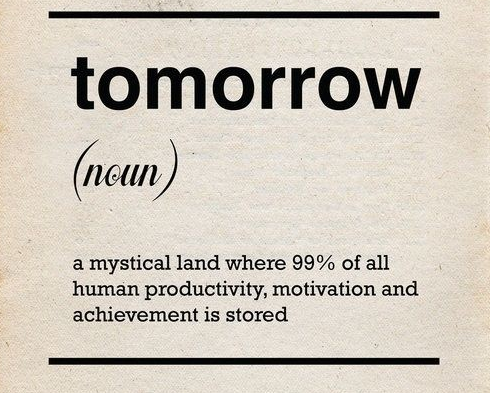 tomorrow
(noun)
a mystical land where 99% of all
human productivity, motivation and
achievement is stored